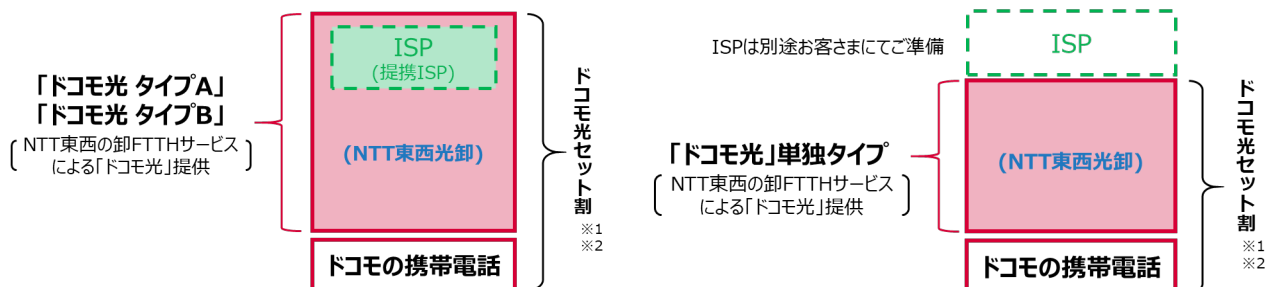 ISP
(提携ISP)
「ドコモ光 タイプA」
「ドコモ光 タイプB」
NTT東西の卸FTTHサービス
による「ドコモ光」提供
(NTT東西光卸)
ドコモの携帯電話
ドコモ光セット割
※1
※2
ISPは別途お客さまにてご準備
ISP
「ドコモ光」単独タイプ
NTT東西の卸FTTHサービス
による「ドコモ光」提供
(NTT東西光卸)
ドコモの携帯電話
ドコモ光セット割
※1
※2